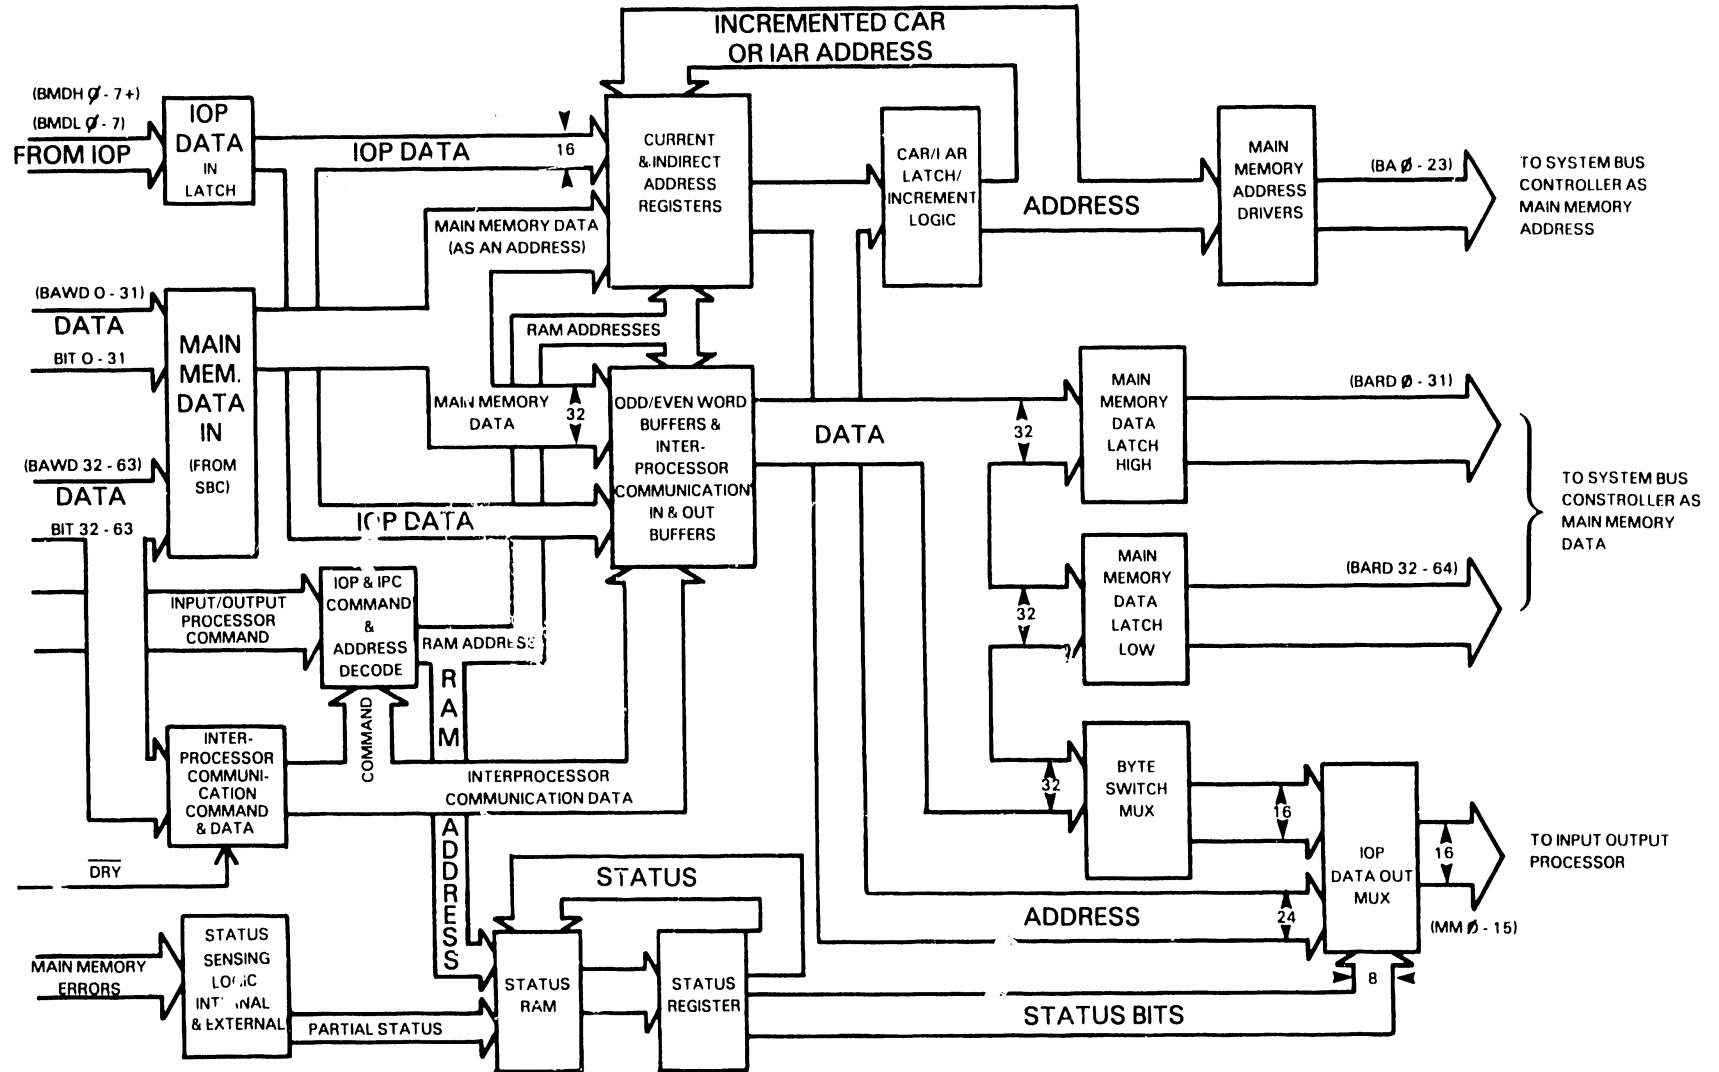 INCREMENTED CAR
OR IAR ADDRESS
(BMDH Ø - 7+)
(BMDL Ø - 7)
FROM IOP
IOP
DATA
IN
LATCH
IOP DATA
16
CURRENT
& INDIRECT
ADDRESS
REGISTERS
CAR/IAR
LATCH/
INCREMENT
LOGIC
ADDRESS
MAIN
MEMORY
ADDRESS
DRIVERS
(BA Ø - 23)
TO SYSTEM BUS
CONTROLLER AS
MAIN MEMORY
ADDRESS
MAIN MEMORY DATA
(AS AN ADDRESS)
(BAWD 0 - 31)
DATA
BIT 0 - 31
MAIN
MEM.
DATA
IN
(FROM
SBC)
(BAWD 32 - 63)
DATA
BIT 32 - 63
RAM ADDRESSES
MAIN MEMORY
DATA
32
ODD/EVEN WORD
BUFFERS &
INTER-
PROCESSOR
COMMUNICATION
IN & OUT
BUFFERS
DATA
32
MAIN
MEMORY
DATA
LATCH
HIGH
(BARD Ø - 31)
IOP DATA
32
MAIN
MEMORY
DATA
LATCH
LOW
(BARD 32 - 64)
TO SYSTEM BUS
CONSTROLLER AS
MAIN MEMORY
DATA
INPUT/OUTPUT
PROCESSOR
COMMAND
IOP & IPC
COMMAND
&
ADDRESS
DECODE
RAM ADDRESS
RAM
ADDRESS
COMMAND
INTER-
PROCESSOR
COMMUNI-
CATION
COMMAND
& DATA
INTERPROCESSOR
COMMUNICATION DATA
DRY
32
BYTE
SWITCH
MUX
16
IOP
DATA OUT
MUX
16
TO INPUT OUTPUT
PROCESSOR
(MM Ø - 15)
ADDRESS
24
8
STATUS
MAIN MEMORY
ERRORS
STATUS
SENSING
LOGIC
INTERNAL
& EXTERNAL
PARTIAL STATUS
STATUS
RAM
STATUS
REGISTER
STATUS BITS